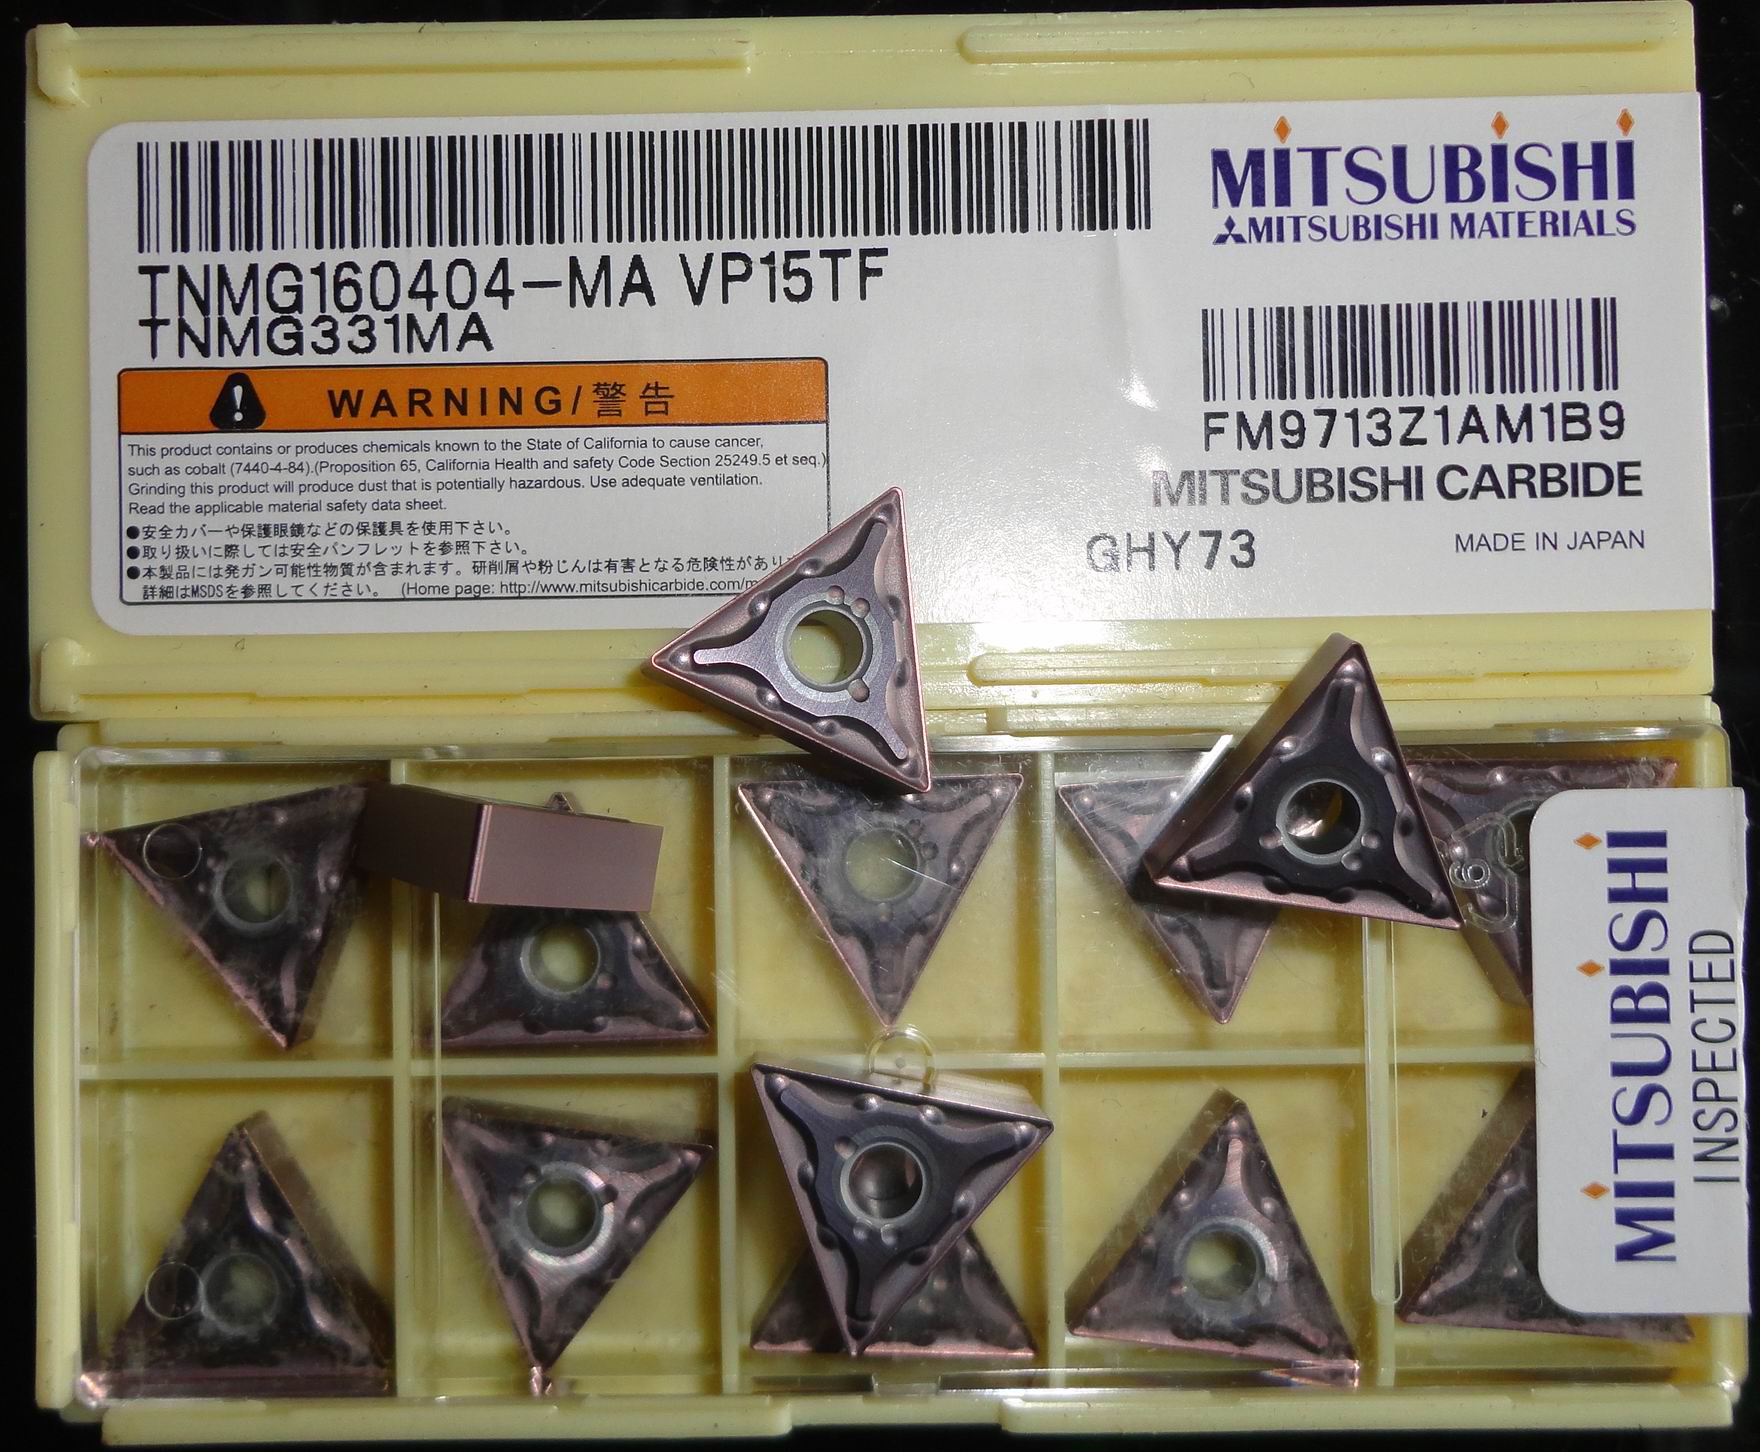 MITSUBISHI
MITSUBISHI MATERIALS
TNMG160404-MA VP15TF
TNMG331MA
WARNING/警告
This product contains or produces chemicals known to the State of California to cause cancer,
such as cobalt (7440-4-84).(Proposition 65, California Health and safety Code Section 25249.5 et seq.)
Grinding this product will produce dust that is potentially hazardous. Use adequate ventilation.
Read the applicable material safety data sheet.
●安全カバーや保護眼鏡などの保護具を使用下さい。
●取り扱いに際しては安全パンフレットを参照下さい。
●本製品には発ガン可能性物質が含まれます。研削屑や粉じんは有害となる危険性があり
詳細はMSDSを参照してください。 (Home page: http://www.mitsubishicarbide.com/m
FM9713Z1AM1B9
MITSUBISHI CARBIDE
GHY73
MADE IN JAPAN
MITSUBISHI
INSPECTED